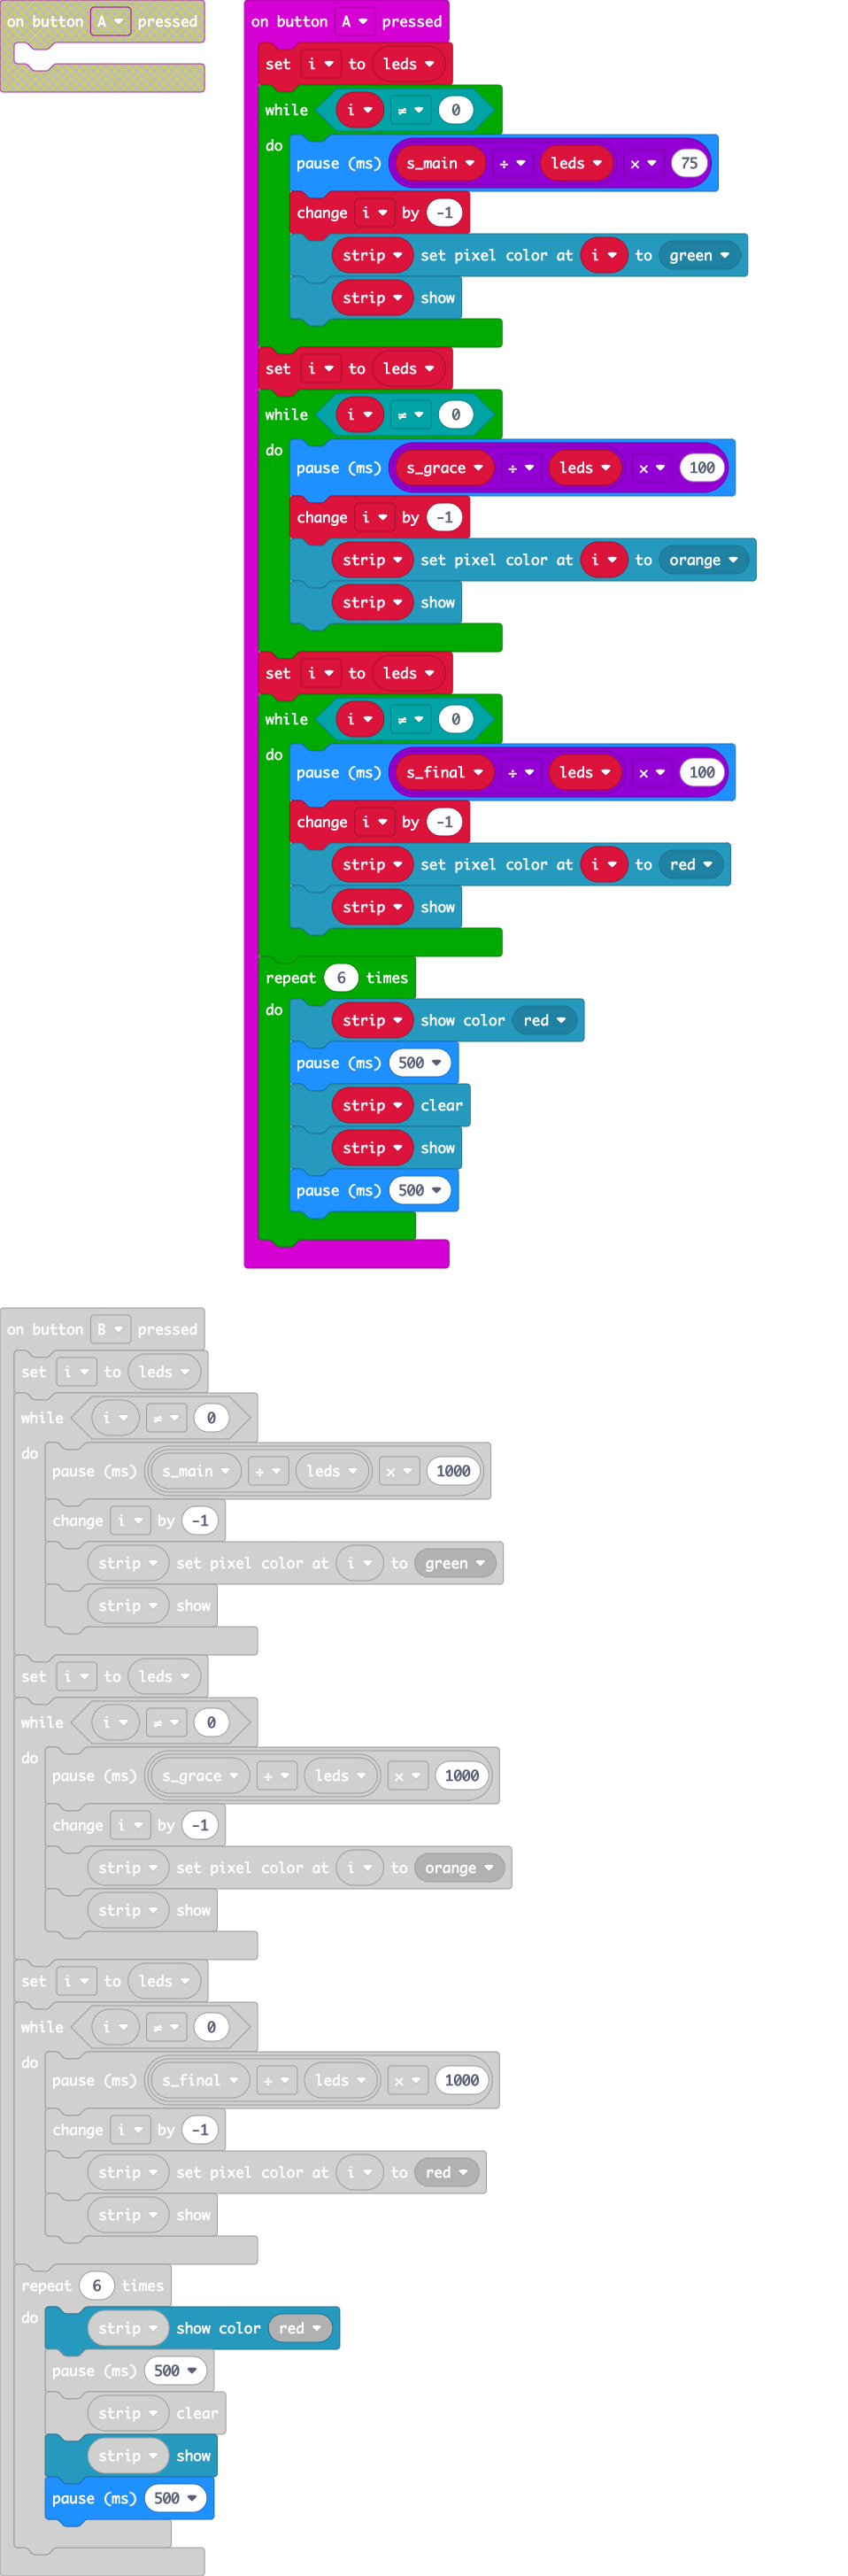 on button A pressed
on button A pressed
set i to leds
while i ≠ 0
do
pause (ms) s_main ÷ leds × 75
change i by -1
strip set pixel color at i to green
strip show
set i to leds
while i ≠ 0
do
pause (ms) s_grace ÷ leds × 100
change i by -1
strip set pixel color at i to orange
strip show
set i to leds
while i ≠ 0
do
pause (ms) s_final ÷ leds × 100
change i by -1
strip set pixel color at i to red
strip show
repeat 6 times
do
strip show color red
pause (ms) 500
strip clear
strip show
pause (ms) 500
on button B pressed
set i to leds
while i ≠ 0
do
pause (ms) s_main ÷ leds × 1000
change i by -1
strip set pixel color at i to green
strip show
set i to leds
while i ≠ 0
do
pause (ms) s_grace ÷ leds × 1000
change i by -1
strip set pixel color at i to orange
strip show
set i to leds
while i ≠ 0
do
pause (ms) s_final ÷ leds × 1000
change i by -1
strip set pixel color at i to red
strip show
repeat 6 times
do
strip show color red
pause (ms) 500
strip clear
strip show
pause (ms) 500